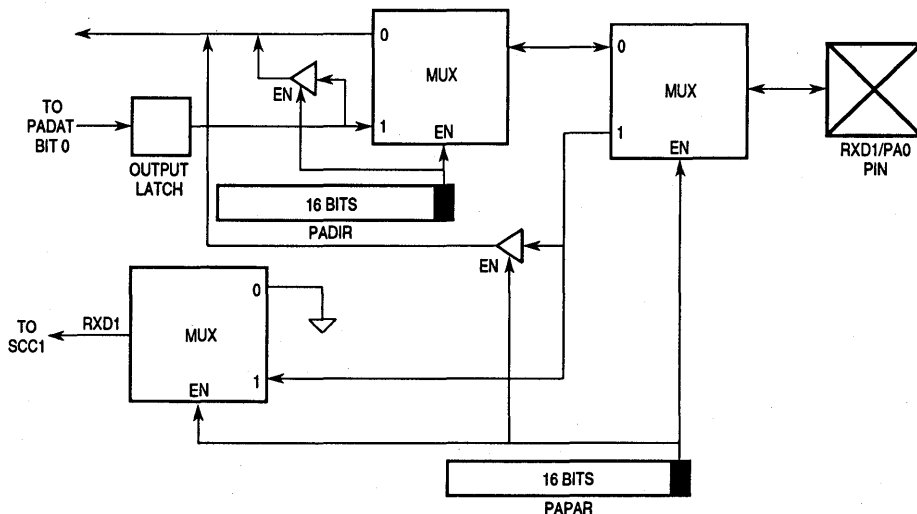 0
0
MUX
MUX
EN
TO
PADAT
BIT 0
1
1
EN
EN
RXD1/PA0
PIN
OUTPUT
LATCH
16 BITS
PADIR
EN
0
TO
SCC1
RXD1
MUX
EN
1
16 BITS
PAPAR